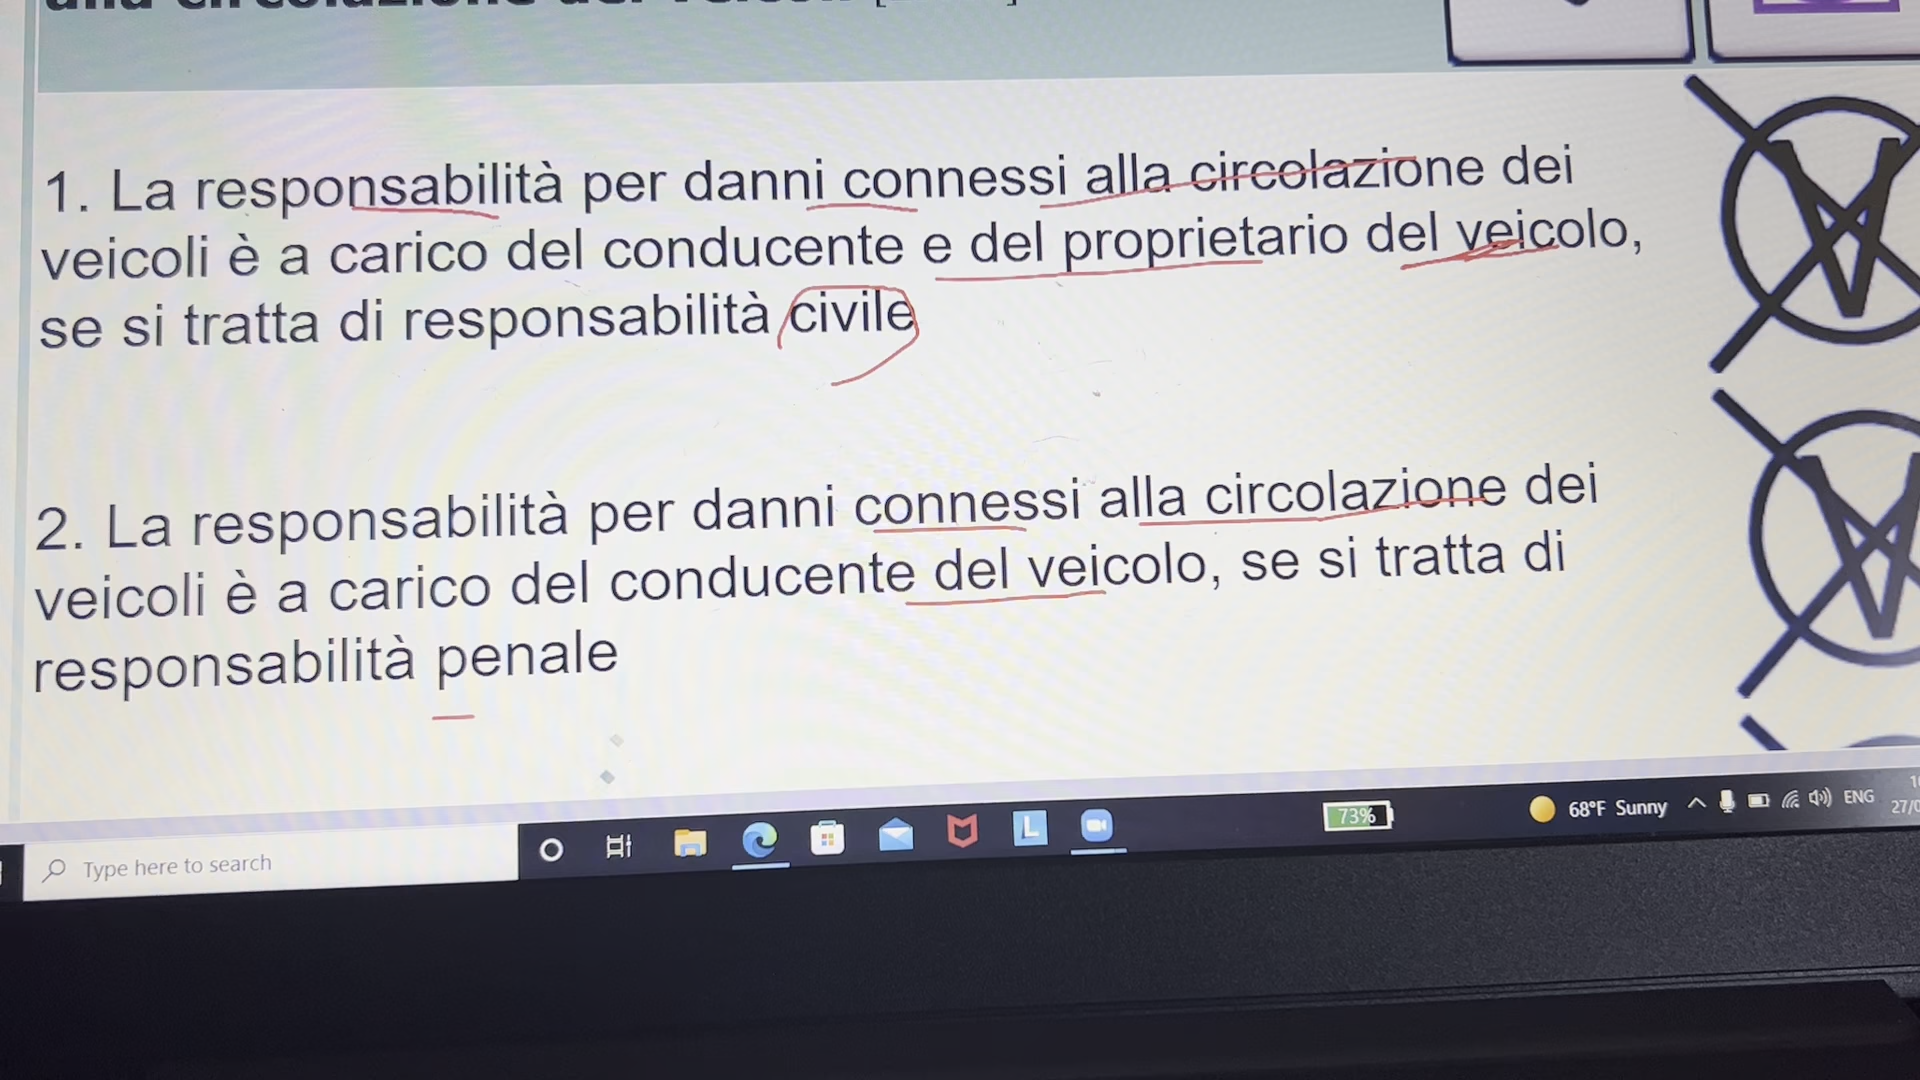 1. La responsabilità per danni connessi alla circolazione dei
veicoli è a carico del conducente e del proprietario del veicolo,
se si tratta di responsabilità civile
V
2. La responsabilità per danni connessi alla circolazione dei
veicoli è a carico del conducente del veicolo, se si tratta di
responsabilità penale
V
Type here to search
L
73%
68°F Sunny
ENG